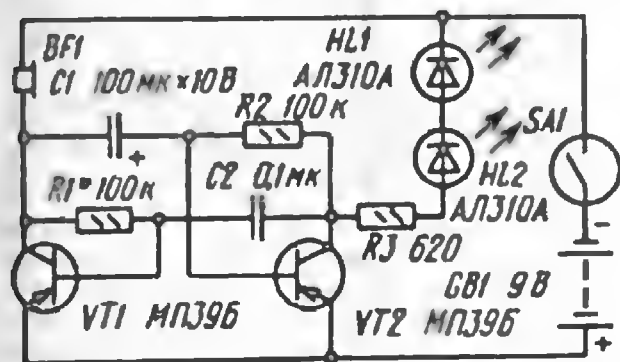 BF1
C1 100мк×10В
R2 100к
HL1
АЛ310А
SA1
R1* 100к
C2 0,1мк
HL2
АЛ310А
R3 620
GB1 9В
VT1 МП39Б
VT2 МП39Б
+
−
+